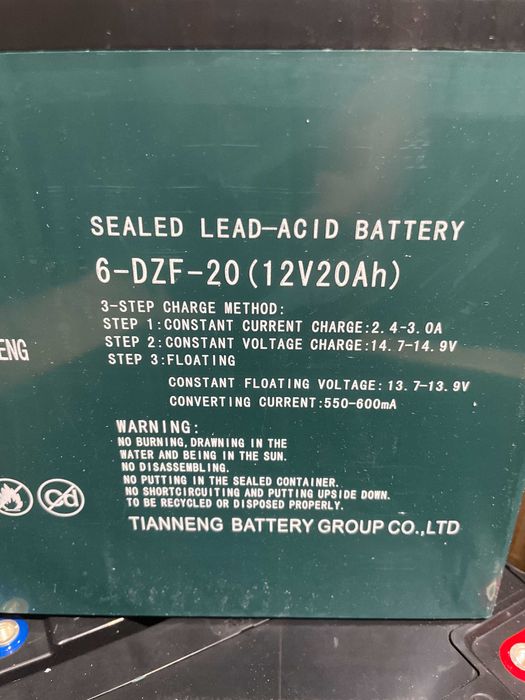 SEALED LEAD-ACID BATTERY
6-DZF-20(12V20Ah)
3-STEP CHARGE METHOD:
STEP 1:CONSTANT CURRENT CHARGE:2.4-3.0A
STEP 2:CONSTANT VOLTAGE CHARGE:14.7-14.9V
ENG
STEP 3:FLOATING
CONSTANT FLOATING VOLTAGE:13.7-13.9V
CONVERTING CURRENT:550-600mA
WARNING:
NO BURNING,DRAWNING IN THE
WATER AND BEING IN THE SUN.
NO DISASSEMBLING.
NO PUTTING IN THE SEALED CONTAINER.
NO SHORTCIRCUITING AND PUTTING UPSIDE DOWN.
TO BE RECYCLED OR DISPOSED PROPERLY.
TIANNENG BATTERY GROUP CO.,LTD